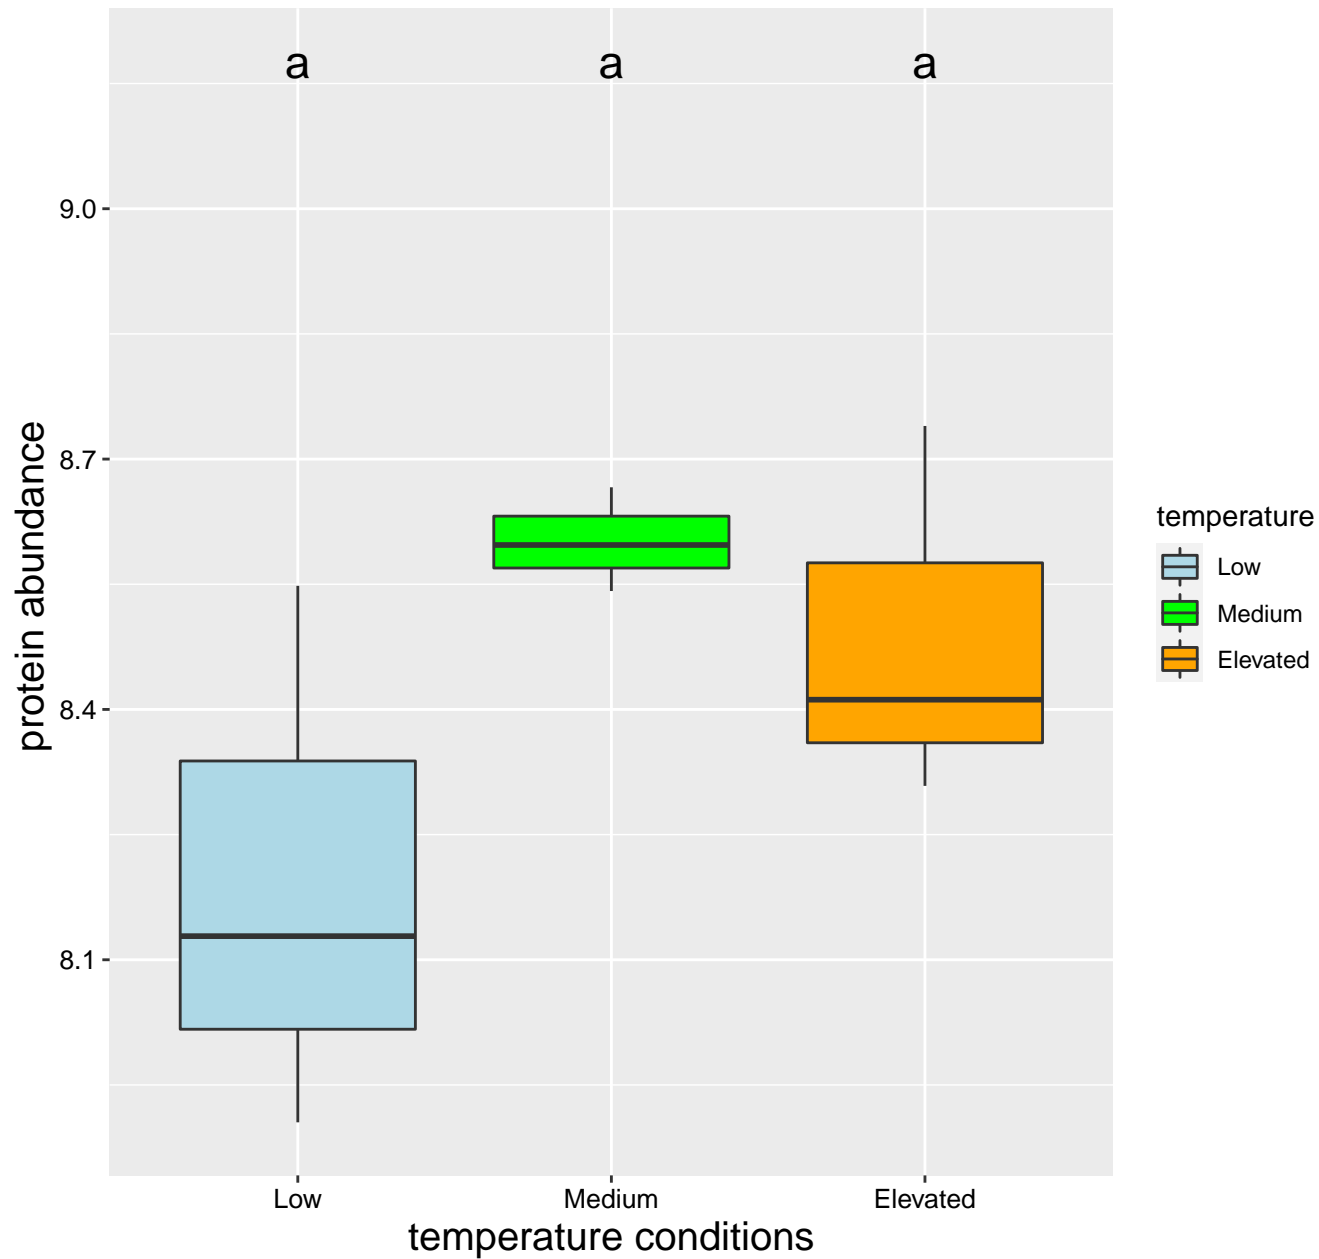 a a a
9.0
8.7
8.4
8.1
protein abundance
Low Medium Elevated
temperature conditions
temperature
Low
Medium
Elevated